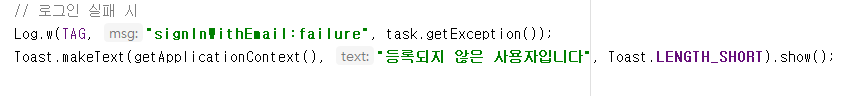 // 로그인 실패 시
Log.w(TAG, msg: "signInWithEmail:failure", task.getException());
Toast.makeText(getApplicationContext(), text: "등록되지 않은 사용자입니다", Toast.LENGTH_SHORT).show();